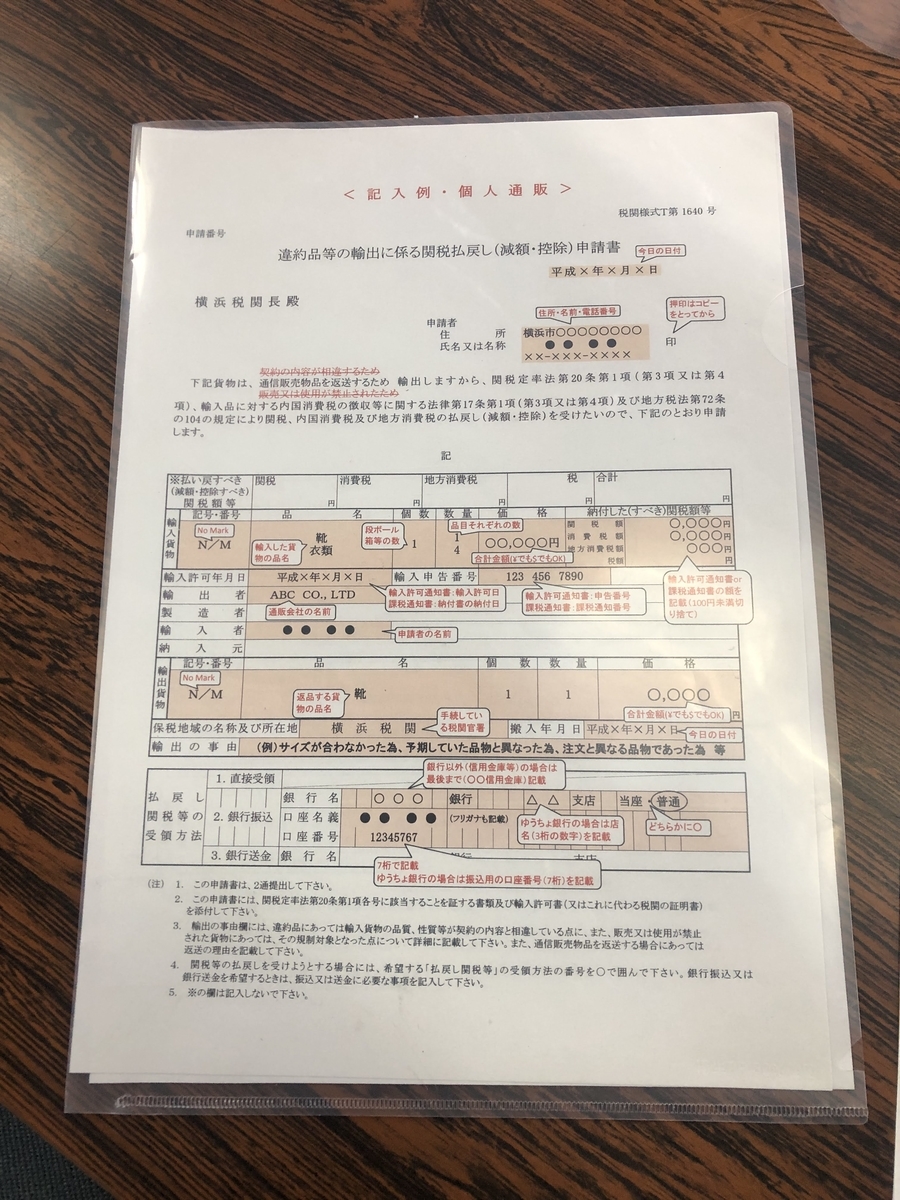 ＜ 記 入 例 ・ 個 人 通 販 ＞
税関様式T第 1640 号
申請番号
違約品等の輸出に係る関税払戻し（減額・控除）申請書
今日の日付
平成×年×月×日
横 浜 税 関 長 殿
住所・名前・電話番号
押印はコピーをとってから
申請者
住　　所 横浜市○○○○○○○○
氏名又は名称 ● ● ● ● 印
××-×××-××××
契約の内容が相違するため
下記貨物は、通信販売物品を返送するため 輸出しますから、関税定率法第20条第1項（第3項又は第4
販売又は使用が禁止されたため
項）、輸入品に対する内国消費税の徴収等に関する法律第17条第1項（第3項又は第4項）及び地方税法第72条
の104の規定により関税、内国消費税及び地方消費税の払戻し（減額・控除）を受けたいので、下記のとおり申請
します。
記
※払い戻すべき 関税 消費税 地方消費税 税 合計
（減額・控除すべき）
関 税 額 等 円 円 円 円 円
輸入貨物 記号・番号 品　　名 個 数 数 量 価　格 納付した（すべき）関税額等
No Mark
N/M
輸入した貨物の品名
靴
衣類
段ボール箱等の数
1
品目それぞれの数
1
4
○○,○○○円
合計金額（¥でも$でもOK）
関 税 額 ○,○○○円
消 費 税 額 ○,○○○円
地方消費税額 ○○○円
税額 円
輸入許可年月日 平成×年×月×日 輸入申告番号 123 456 7890
輸 出 者 ABC CO., LTD
輸入許可通知書：輸入許可日
課税通知書：納付書の納付日
輸入許可通知書：申告番号
課税通知書：課税通知番号
輸入許可通知書or課税通知書の額を記載（100円未満切り捨て）
製 造 者 通販会社の名前
輸 入 者 ● ● ● ● 申請者の名前
納 入 元
輸出貨物 記号・番号 品　　名 個 数 数 量 価　格
No Mark
N/M
返品する貨物の品名
靴
1
1
○,○○○
円
合計金額（¥でも$でもOK）
保税地域の名称及び所在地 横 浜 税 関 手続している税関官署 搬入年月日 平成×年×月×日 今日の日付
輸 出 の 事 由 （例）サイズが合わなかった為、予期していた品物と異なった為、注文と異なる品物であった為 等
銀行以外（信用金庫等）の場合は最後まで（〇〇信用金庫）記載
払 戻 し
関税等の
受領方法
1. 直接受領
2. 銀行振込
銀 行 名 ○ ○ ○ 銀行 △ △ 支店 当座・普通
口座名義 ● ● ● ● （フリガナも記載）
口座番号 12345767
ゆうちょ銀行の場合は店名（3桁の数字）を記載
どちらかに〇
3. 銀行送金 銀 行 名 銀行 支店
7桁で記載
ゆうちょ銀行の場合は振込用の口座番号（7桁）を記載
（注） 1. この申請書は、2通提出して下さい。
2. この申請書には、関税定率法第20条第1項各号に該当することを証する書類及び輸入許可書（又はこれに代わる税関の証明書）
を添付して下さい。
3. 輸出の事由欄には、違約品にあっては輸入貨物の品質、性質等が契約の内容と相違している点に、また、販売又は使用が禁止
された貨物にあっては、その規制対象となった点について詳細に記載して下さい。また、通信販売物品を返送する場合にあっては
返送の理由を記載して下さい。
4. 関税等の払戻しを受けようとする場合には、希望する「払戻し関税等」の受領方法の番号を〇で囲んで下さい。銀行振込又は
銀行送金を希望するときは、振込又は送金に必要な事項を記入して下さい。
5. ※の欄は記入しないで下さい。